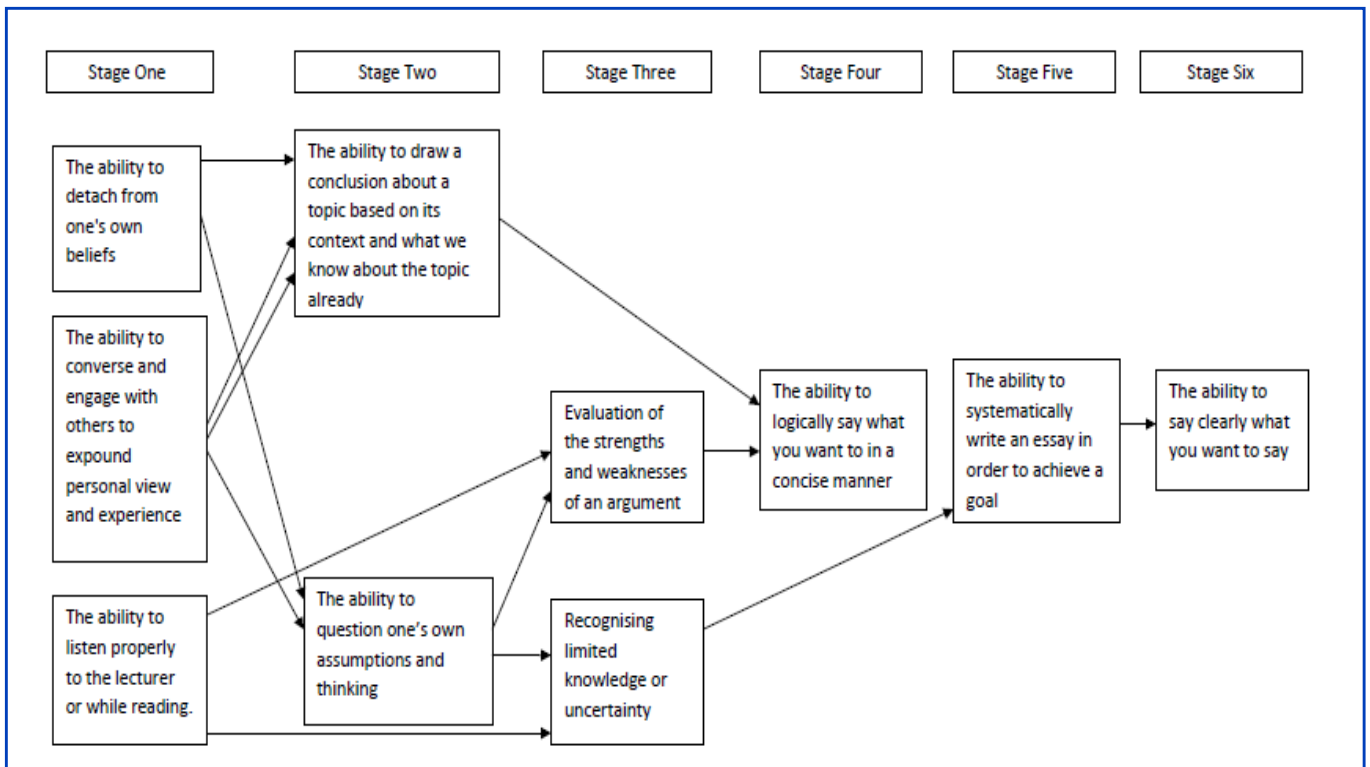 Stage One
Stage Two
Stage Three
Stage Four
Stage Five
Stage Six
The ability to
detach from
one's own
beliefs
The ability to draw a
conclusion about a
topic based on its
context and what we
know about the topic
already
The ability to
converse and
engage with
others to
expound
personal view
and experience
Evaluation of
the strengths
and weaknesses
of an argument
The ability to
logically say what
you want to in a
concise manner
The ability to
systematically
write an essay in
order to achieve a
goal
The ability to
say clearly what
you want to say
The ability to
listen properly
to the lecturer
or while reading.
The ability to
question one’s own
assumptions and
thinking
Recognising
limited
knowledge or
uncertainty